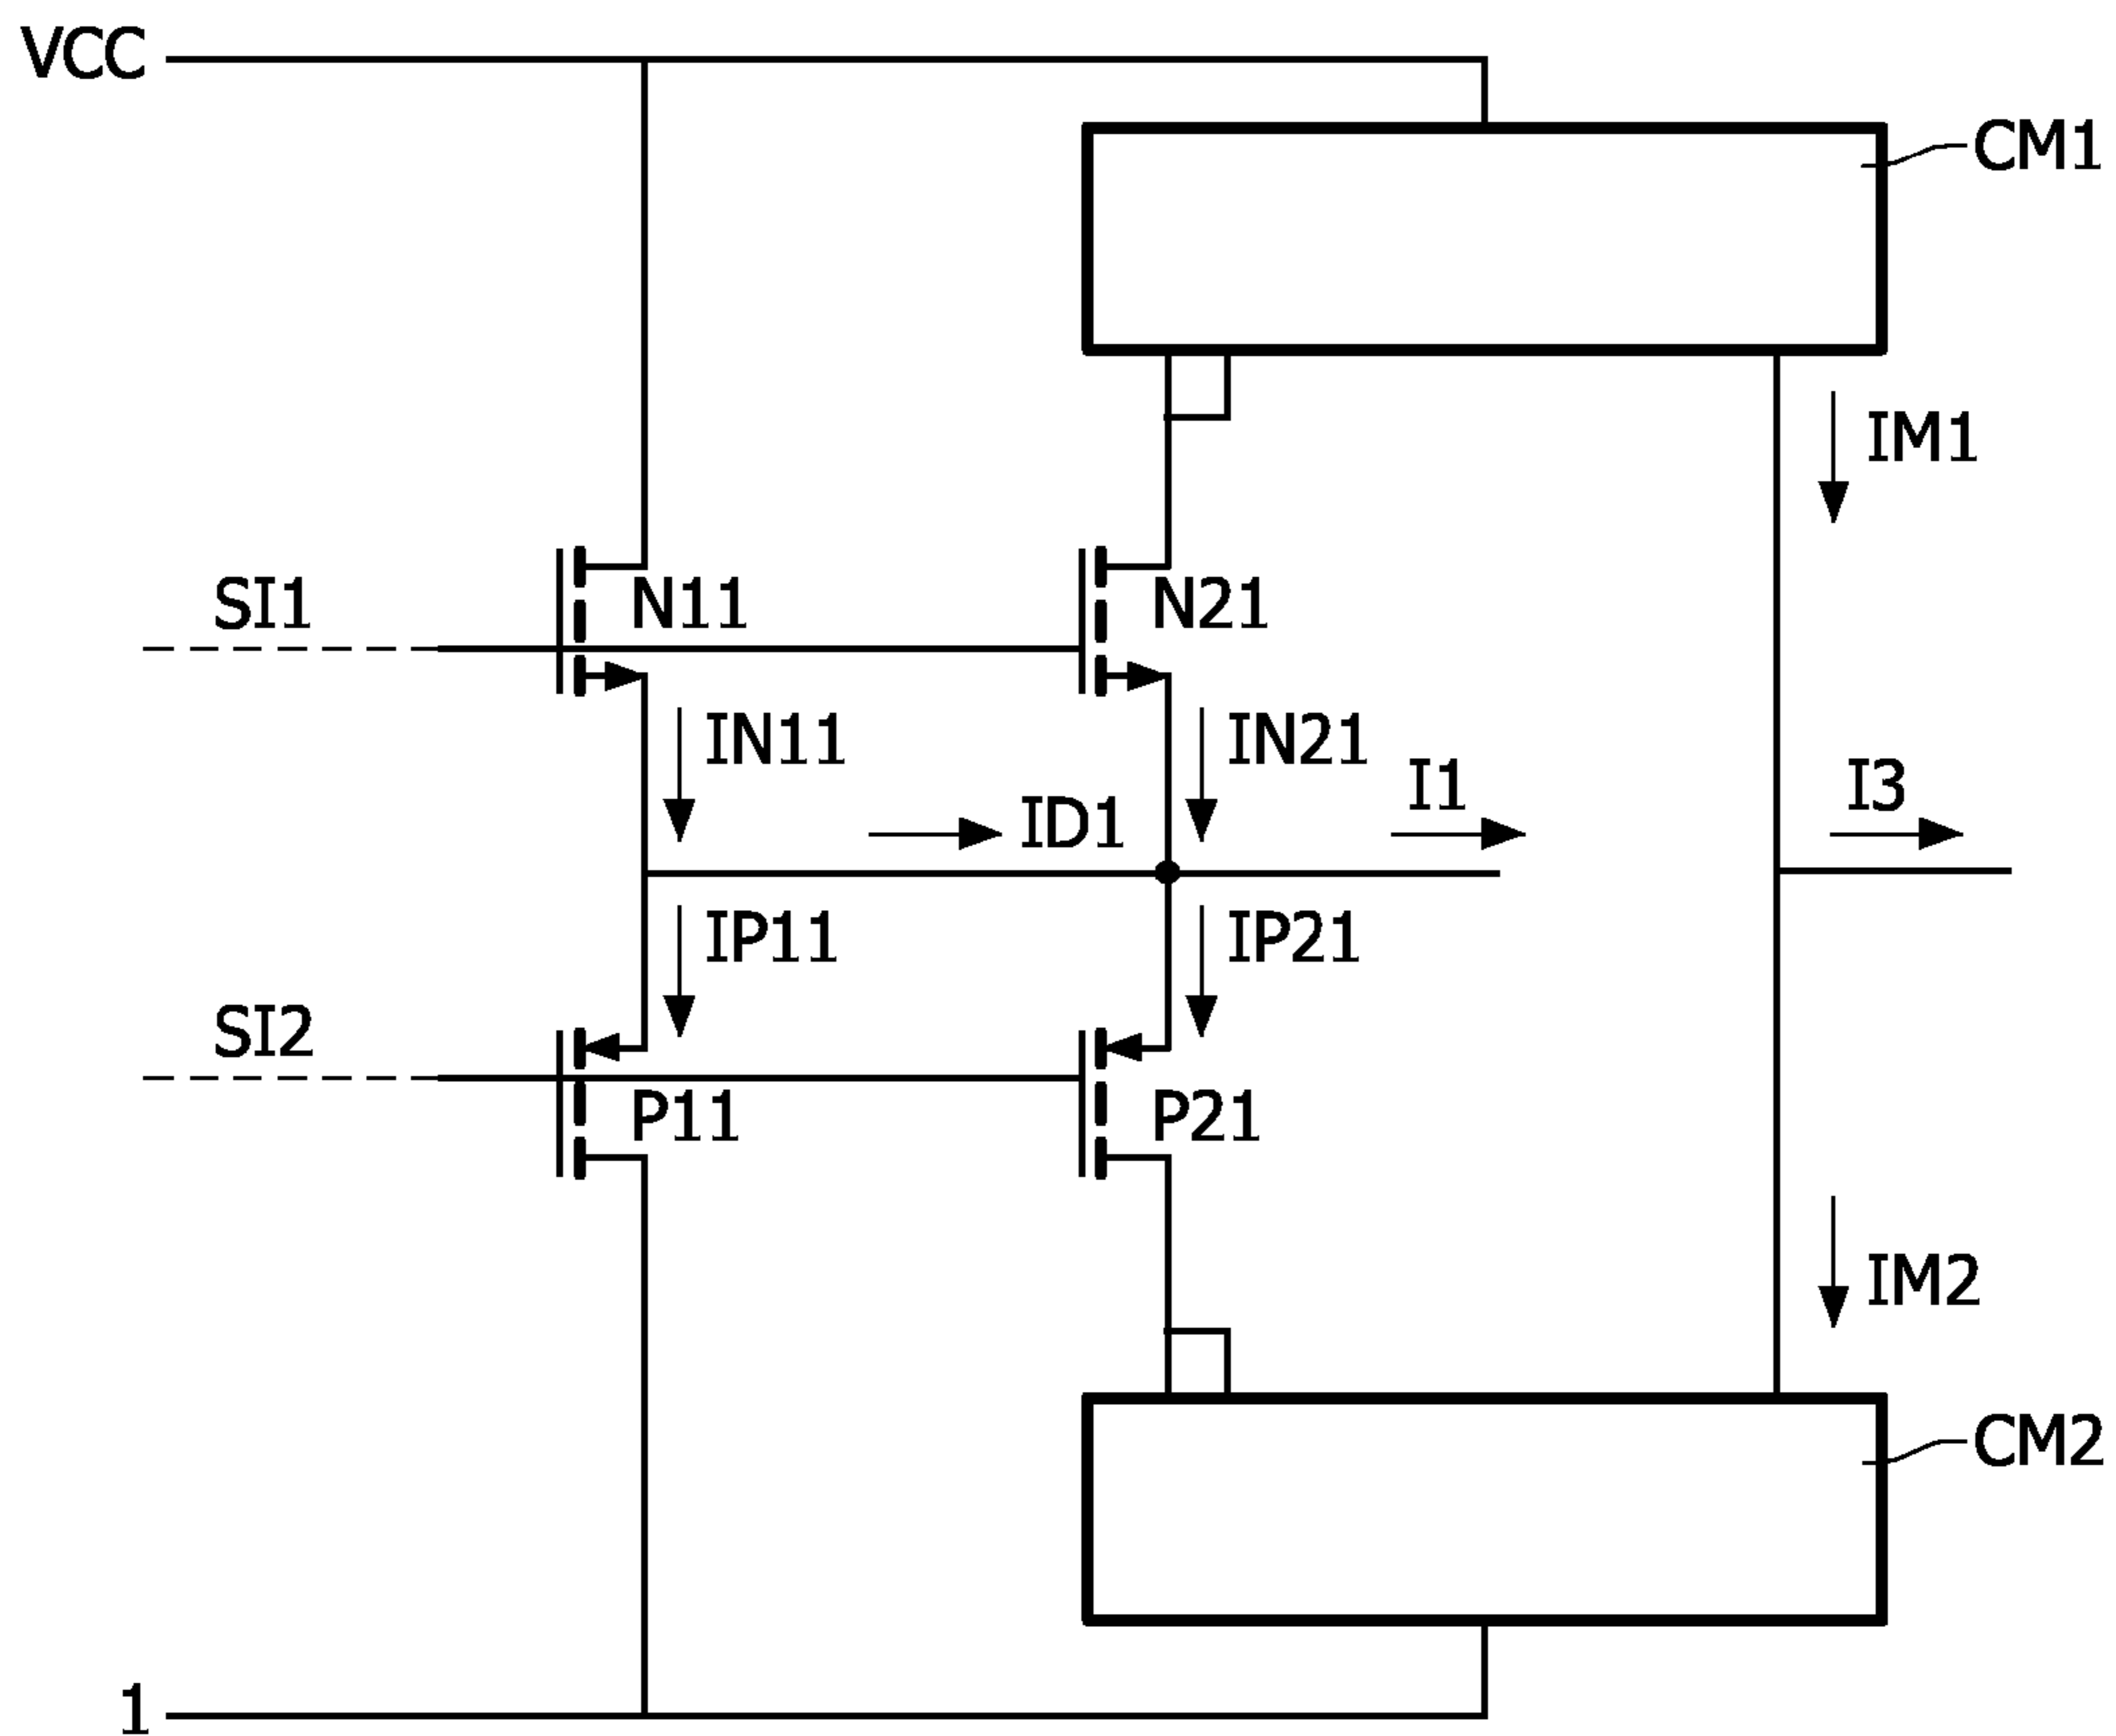 VCC
CM1
IM1
SI1
N11
N21
IN11
IN21
I1
I3
ID1
IP11
IP21
SI2
P11
P21
IM2
CM2
1